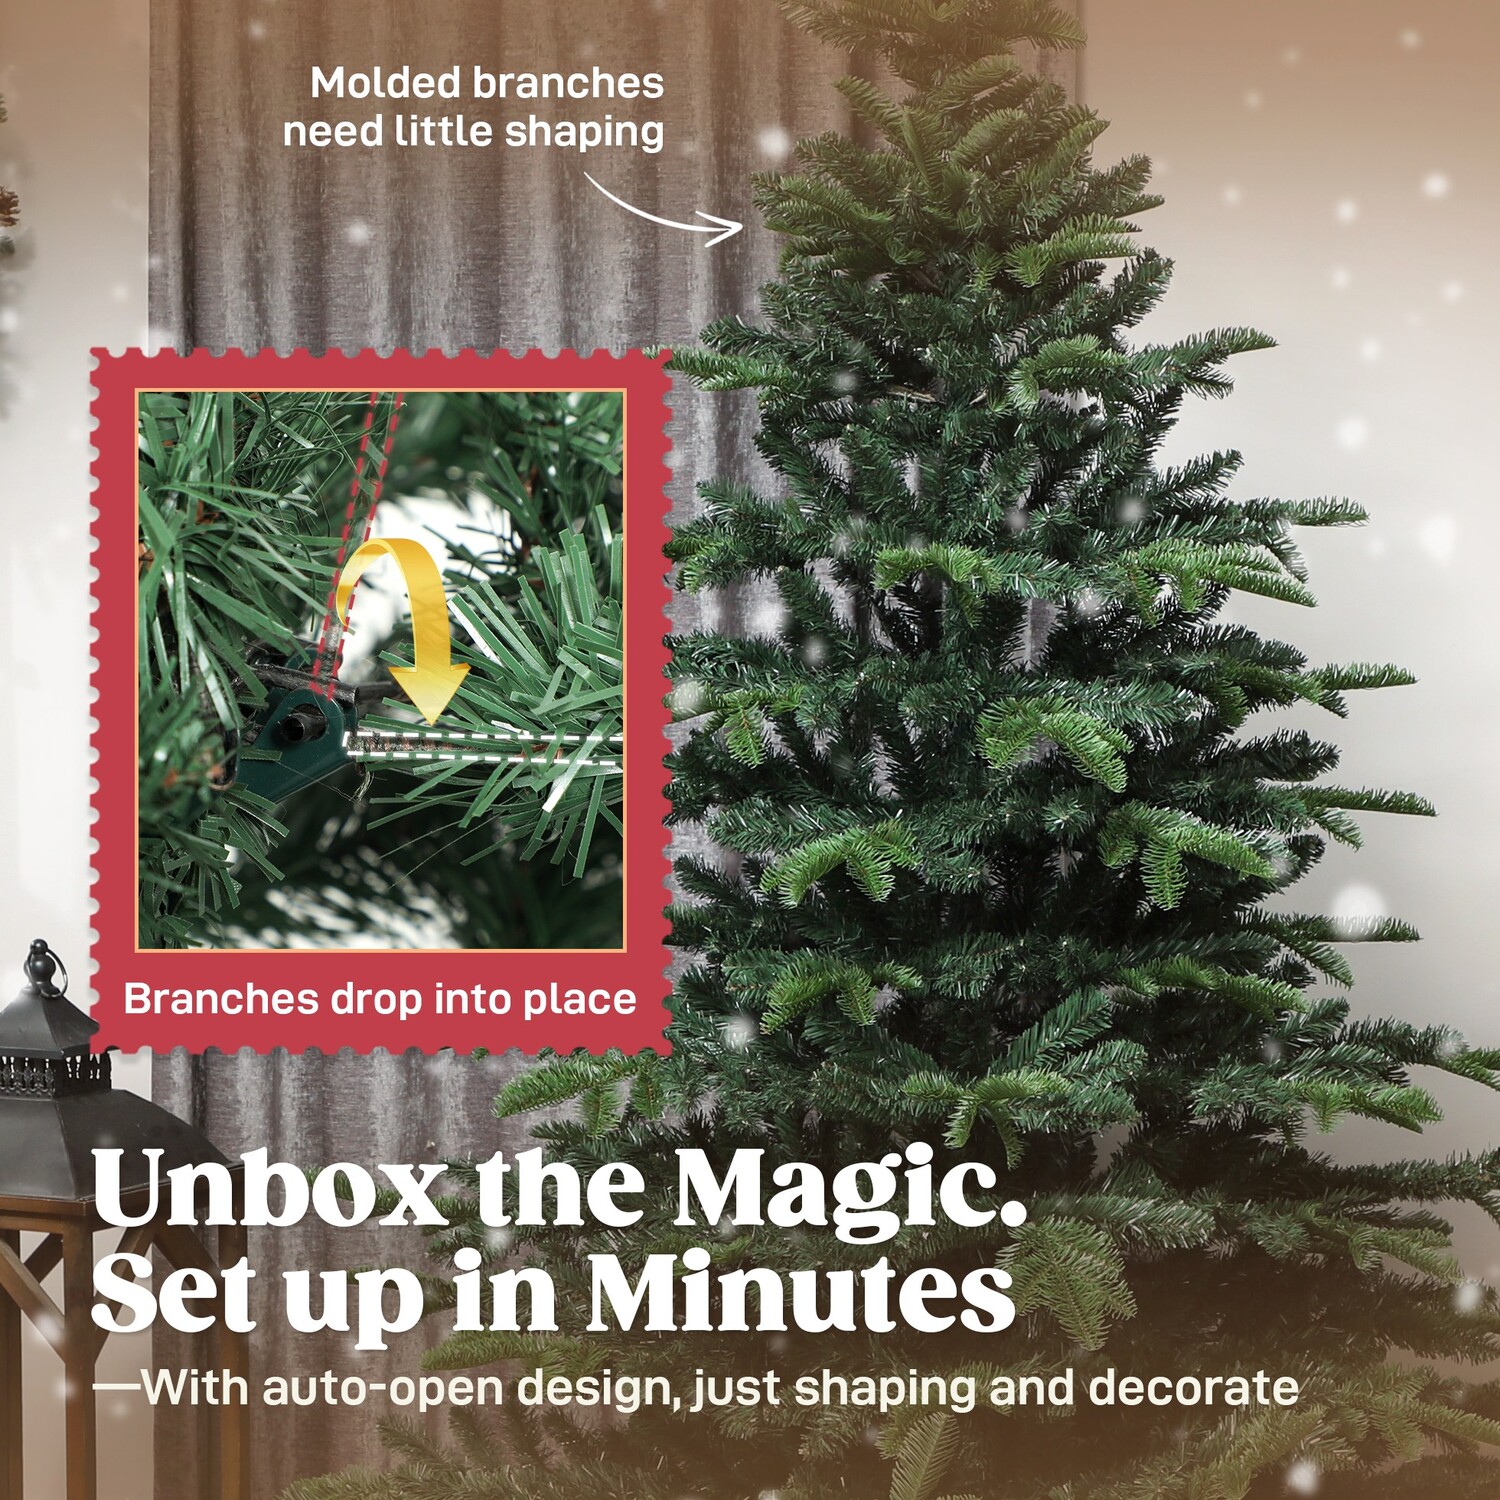 Molded branches
need little shaping
Branches drop into place
Unbox the Magic.
Set up in Minutes
—With auto-open design, just shaping and decorate